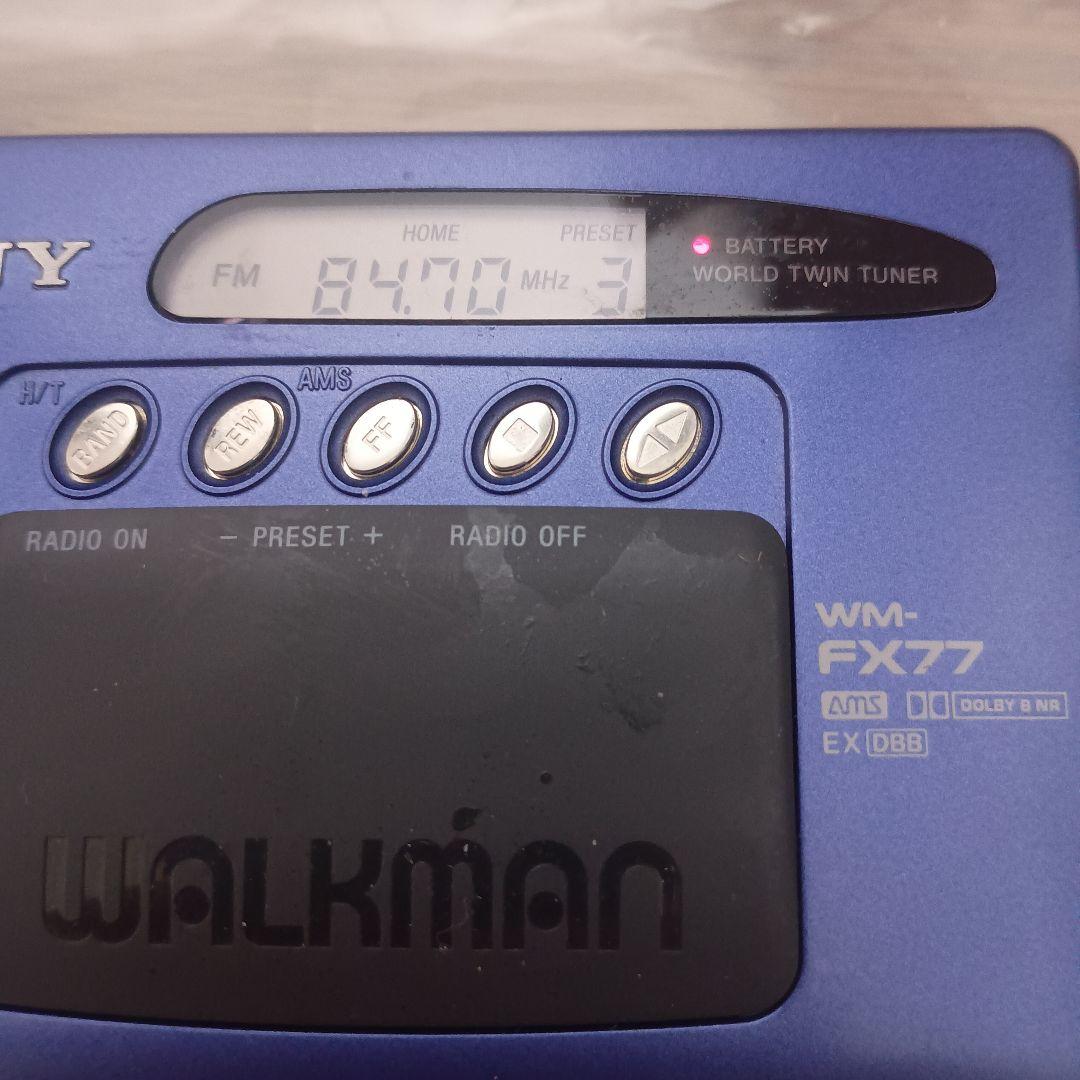 HOME PRESET
FM 84.70 MHz 3
BATTERY
WORLD TWIN TUNER
H/T AMS
BAND REW FF
RADIO ON – PRESET + RADIO OFF
WM-
FX77
AMS DOLBY B NR
EX DBB
WALKMAN